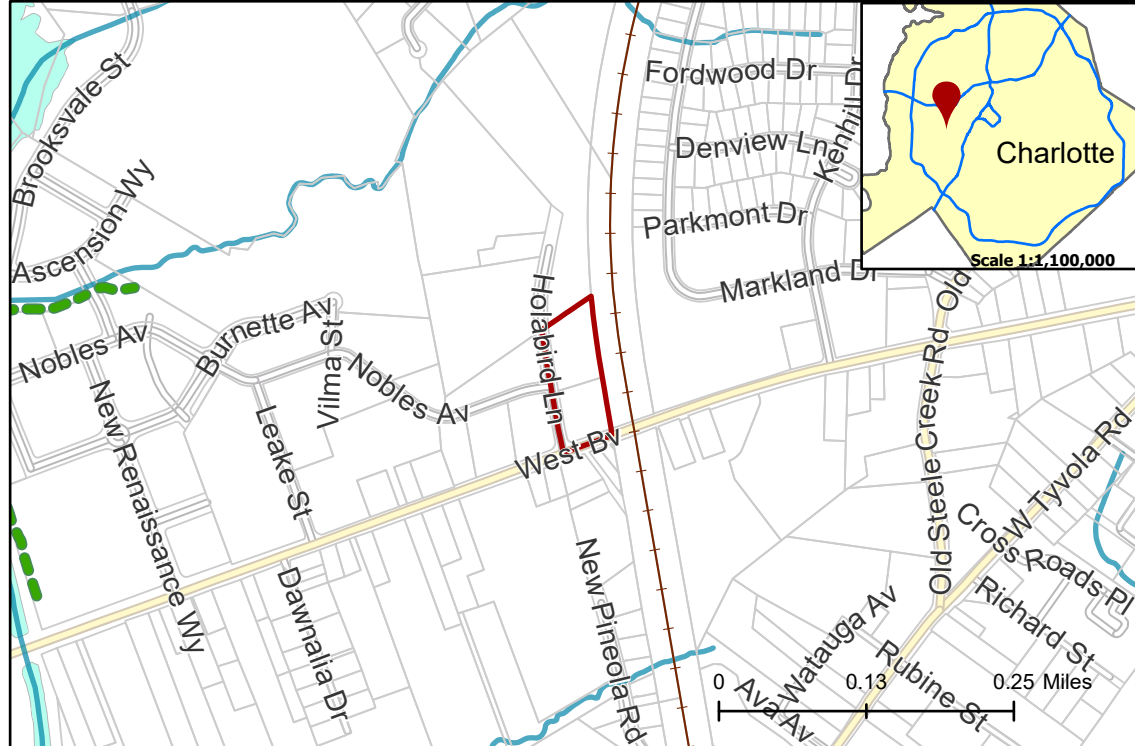 Fordwood Dr
Brooksvale St
Denview Ln
Kenhill Dr
Charlotte
Ascension Wy
Parkmont Dr
Scale 1:1,100,000
Markland Dr
Old
Holabird Ln
Burnette Av
Nobles Av
Vilma St
Nobles Av
Old Steele Creek Rd
New Renaissance Wy
Leake St
West Bv
W Tyvola Rd
Cross Roads Pl
New Pineola Rd
Dawnalia Dr
Richard St
Watauga Av
Rubine St
Ava Av
0 0.13 0.25 Miles